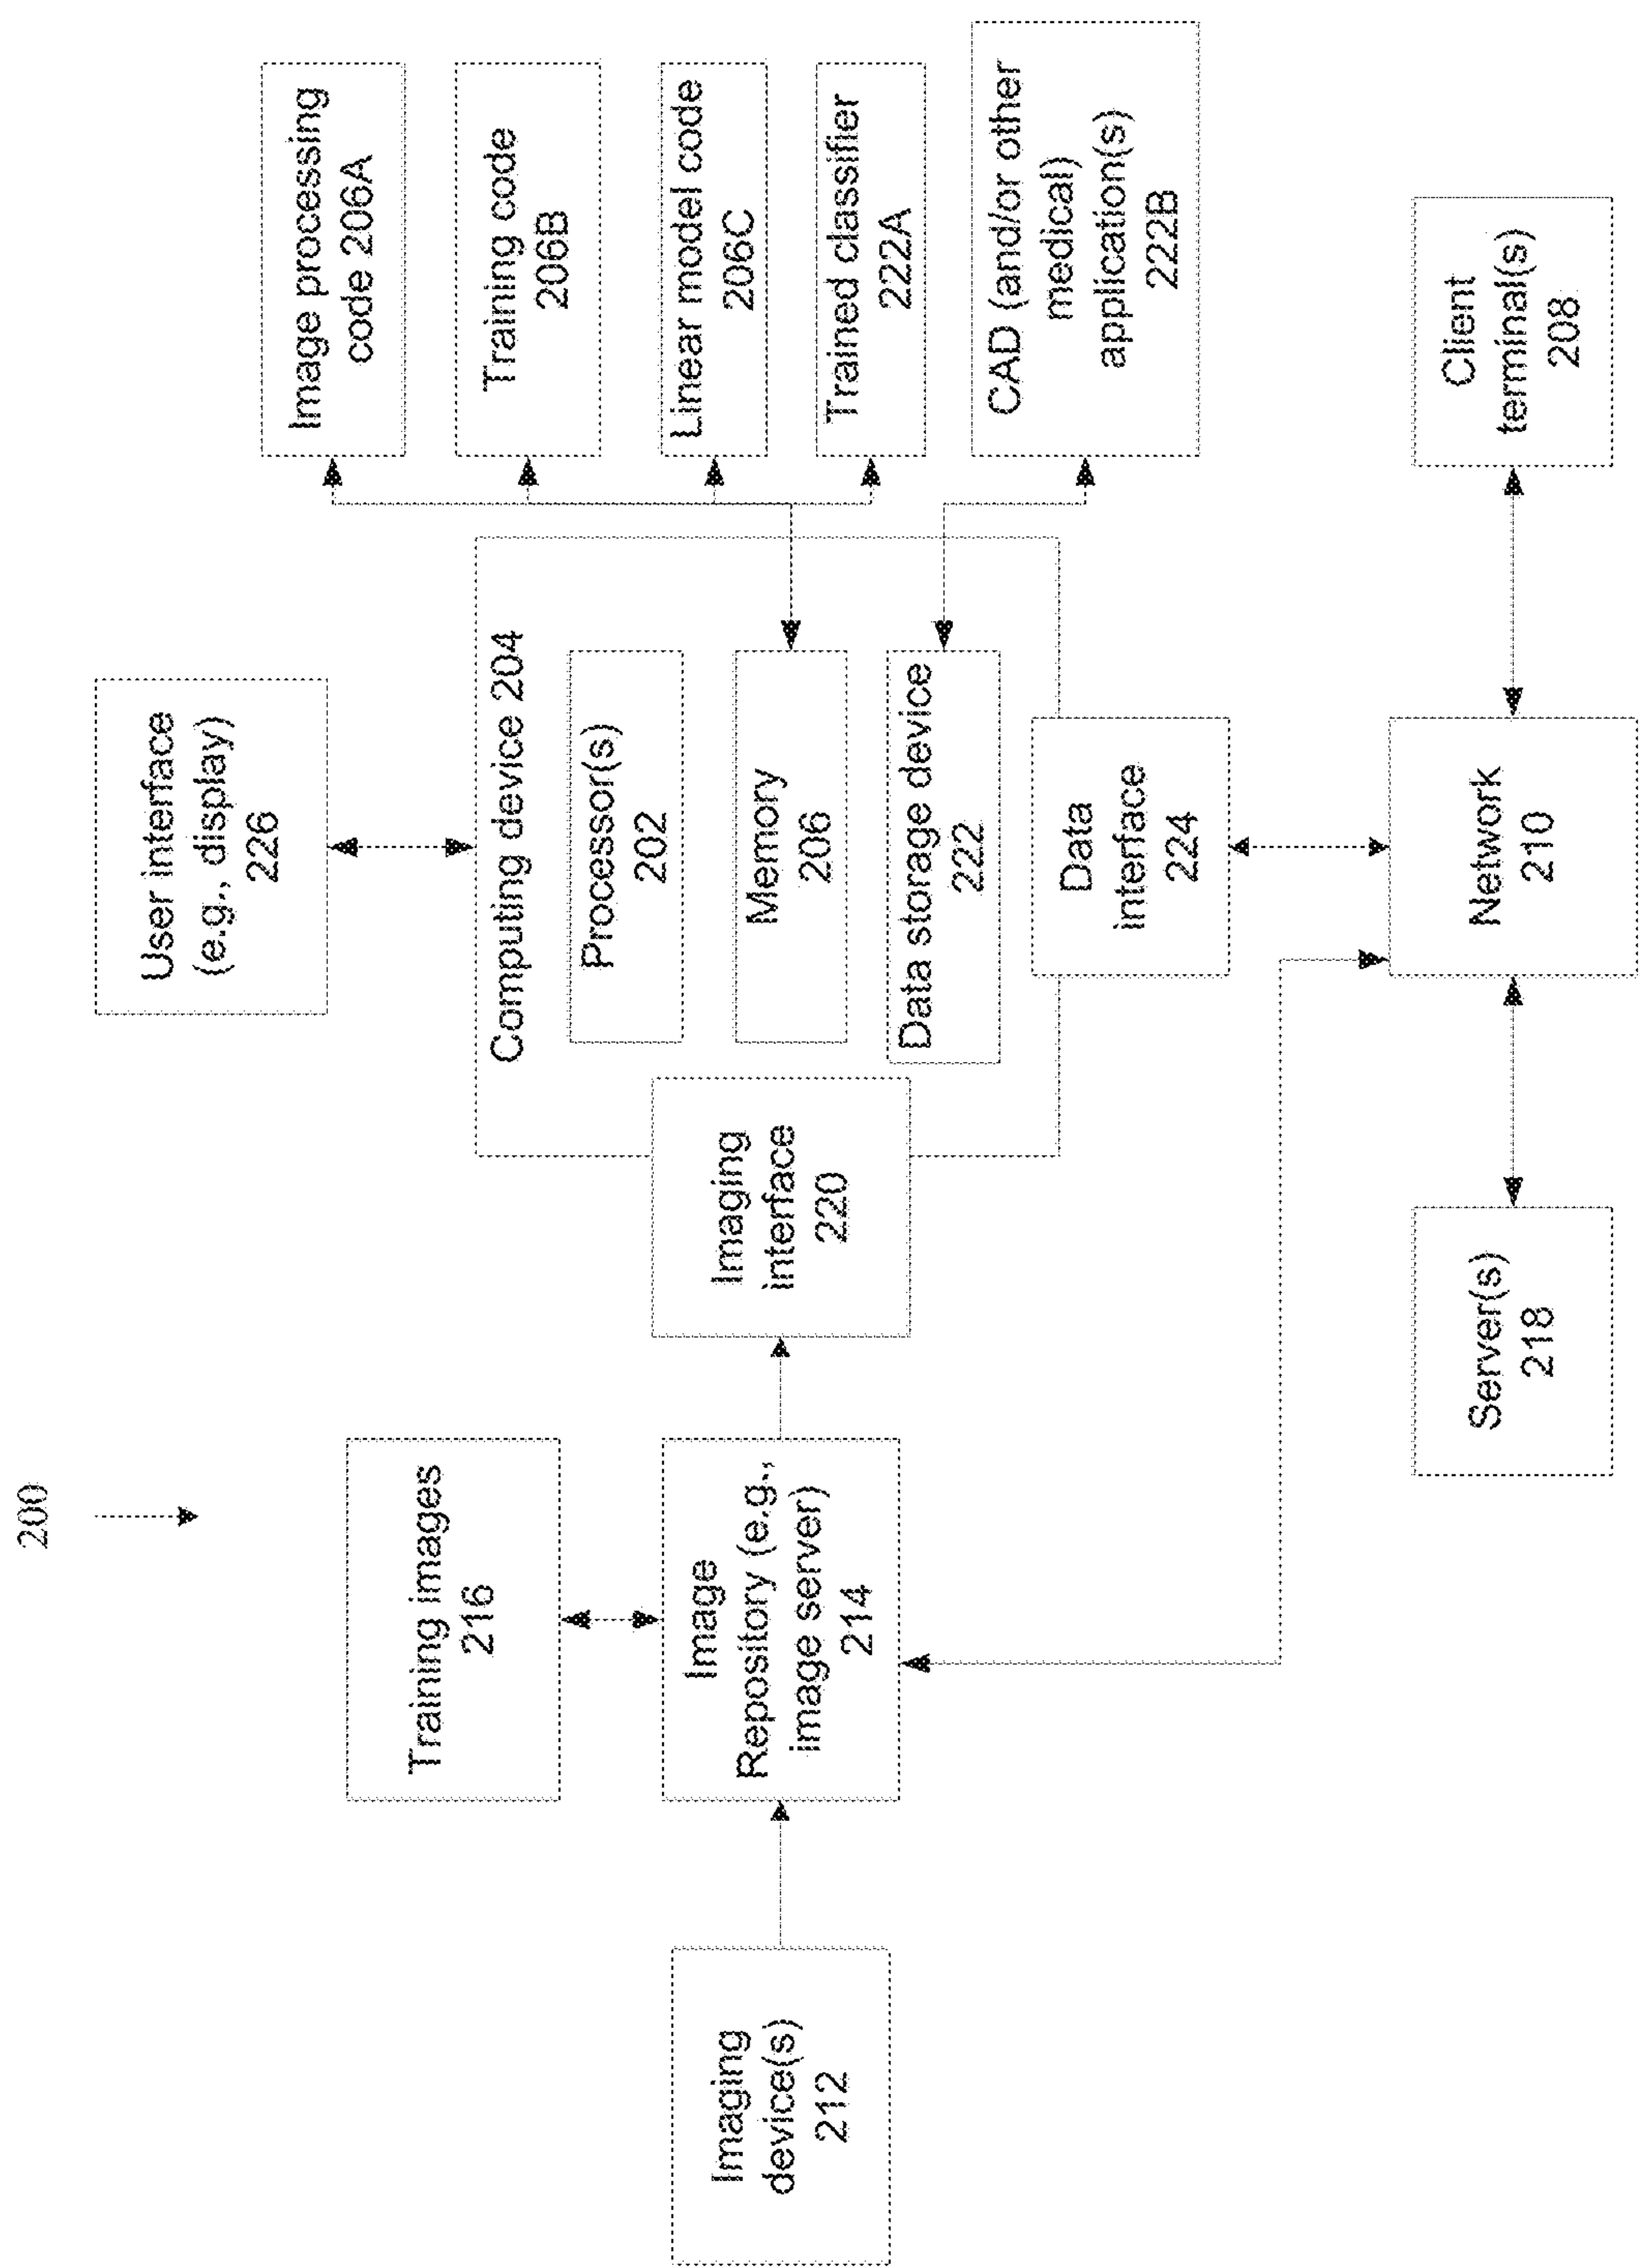 200
User interface
(e.g., display)
226
Image processing
code 206A
Training code
206B
Linear model code
206C
Trained classifier
222A
CAD (and/or other
medical)
application(s)
222B
Computing device 204
Processor(s)
202
Memory
206
Data storage device
222
Data
interface
224
Imaging
interface
220
Training images
216
Image
Repository (e.g.,
image server)
214
Imaging
device(s)
212
Server(s)
218
Network
210
Client
terminal(s)
208